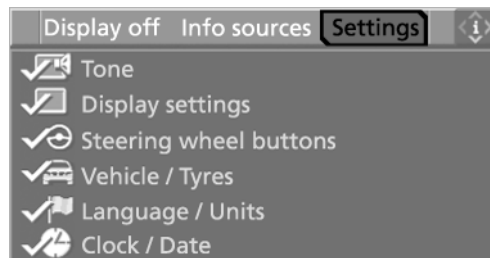 Display off Info sources Settings i
Tone
Display settings
Steering wheel buttons
Vehicle / Tyres
Language / Units
Clock / Date